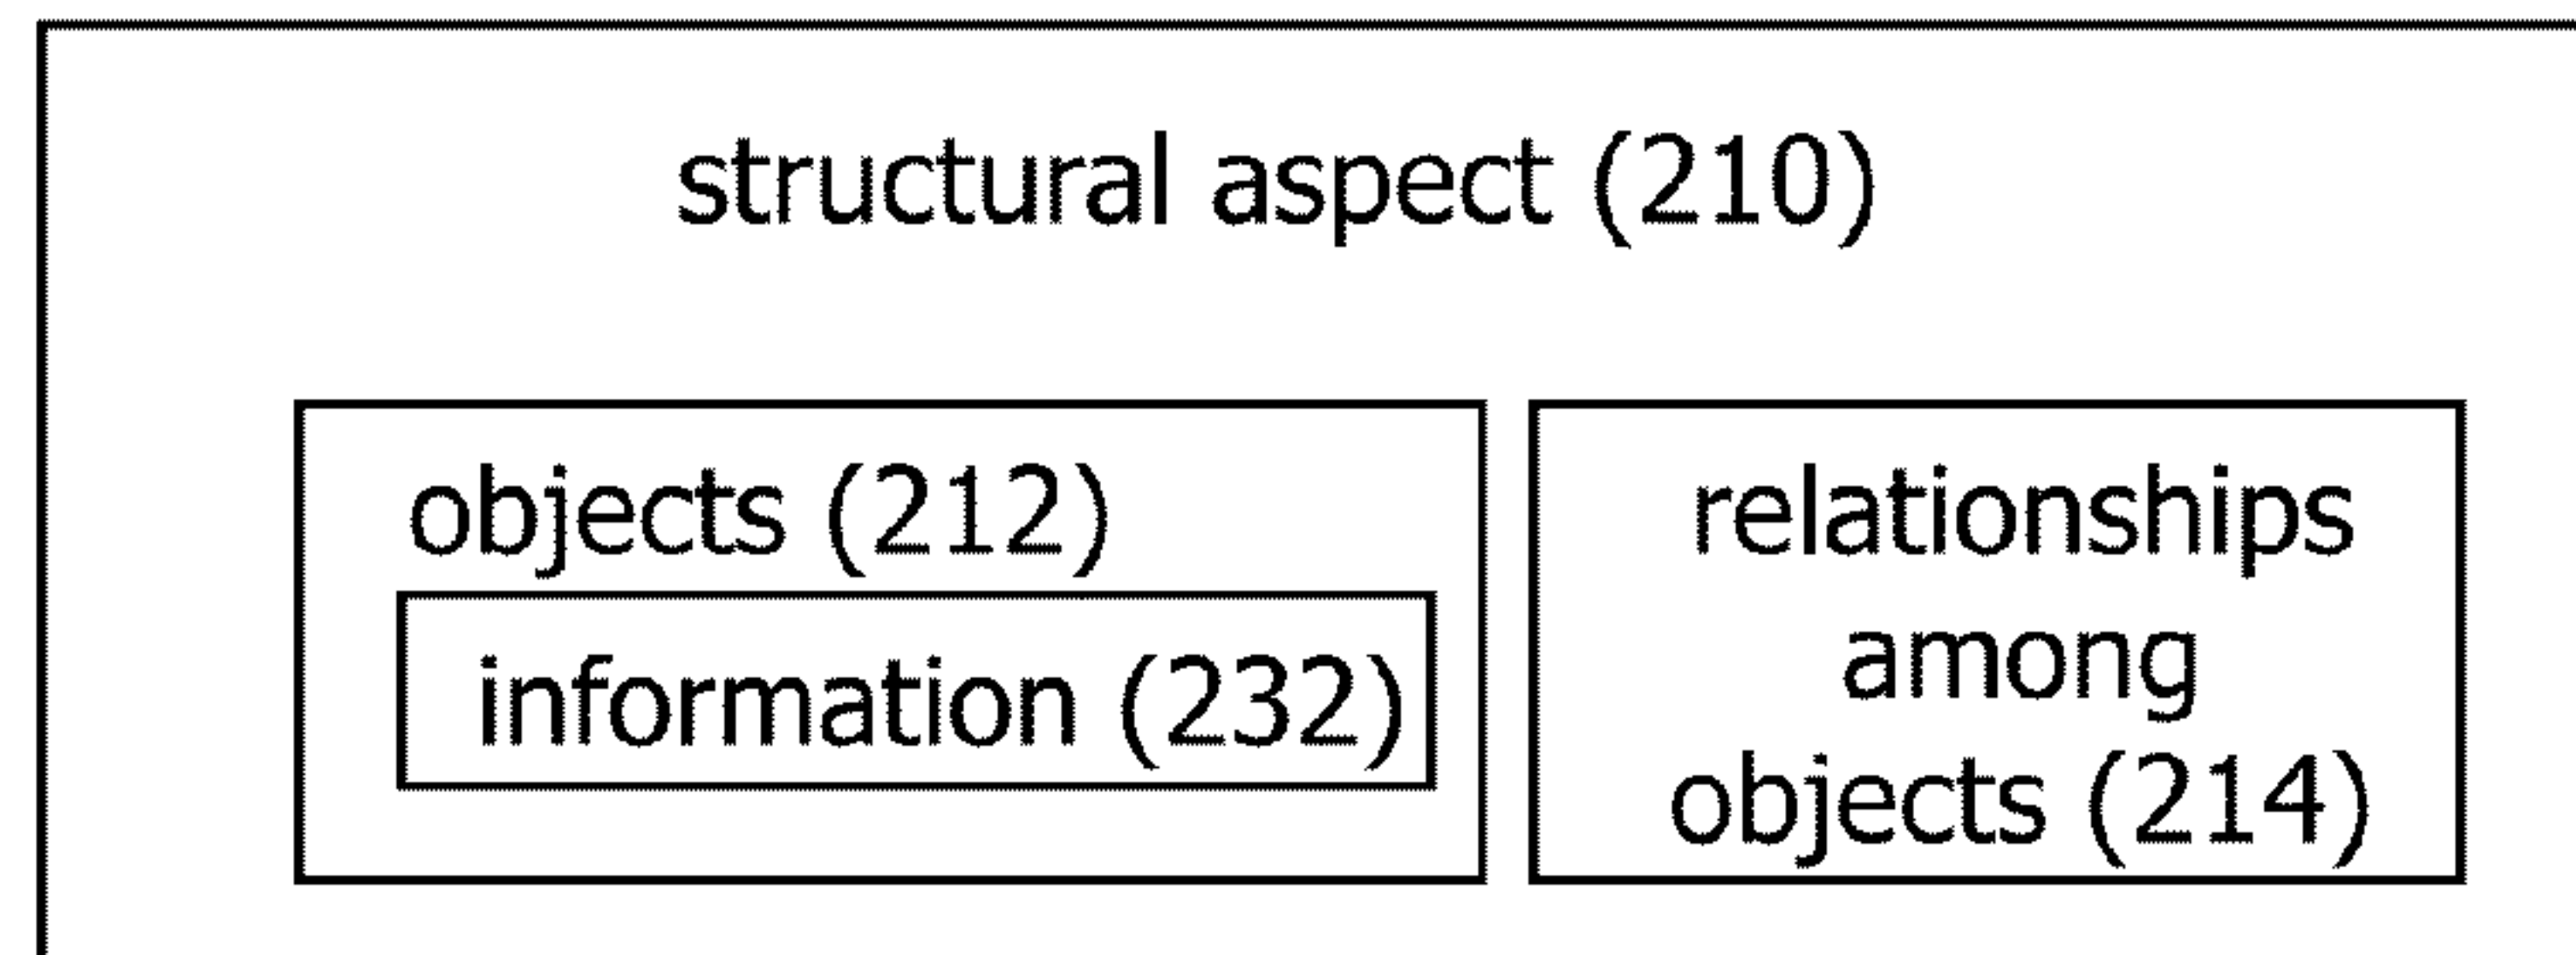 structural aspect (210)
objects (212)
information (232)
relationships
among
objects (214)